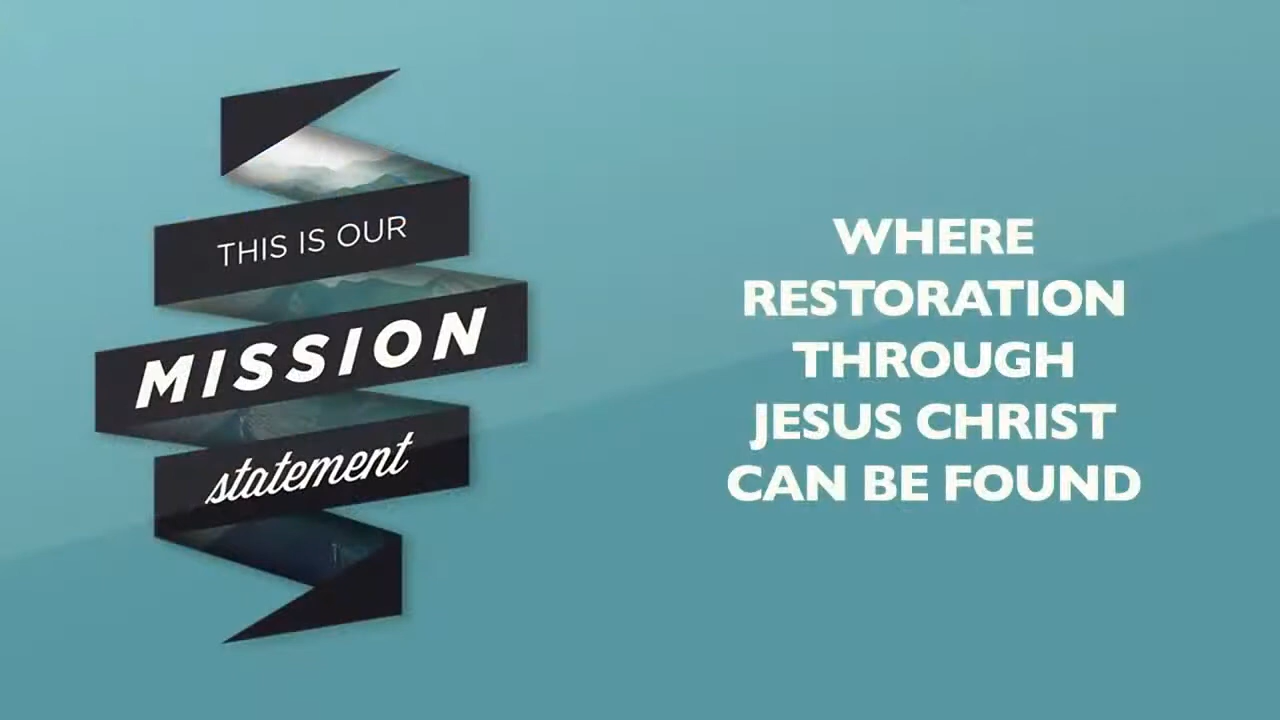 THIS IS OUR
MISSION
statement
WHERE
RESTORATION
THROUGH
JESUS CHRIST
CAN BE FOUND